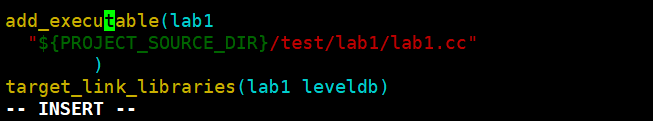 add_executable(lab1
  "${PROJECT_SOURCE_DIR}/test/lab1/lab1.cc"
        )
target_link_libraries(lab1 leveldb)
-- INSERT --